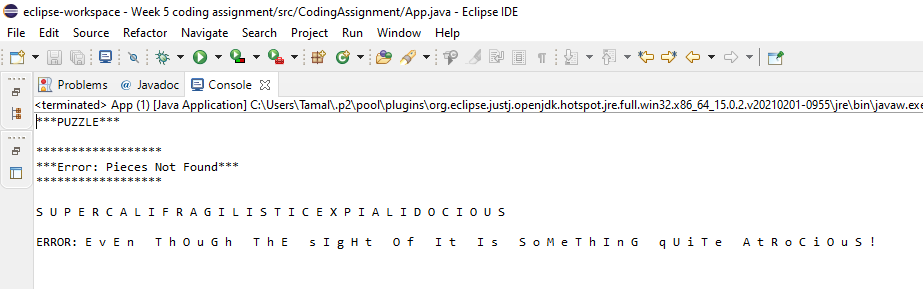 eclipse-workspace - Week 5 coding assignment/src/CodingAssignment/App.java - Eclipse IDE
File Edit Source Refactor Navigate Search Project Run Window Help
Problems @ Javadoc Console
<terminated> App (1) [Java Application] C:\Users\Tamal\.p2\pool\plugins\org.eclipse.justj.openjdk.hotspot.jre.full.win32.x86_64_15.0.2.v20210201-0955\jre\bin\javaw.exe
***PUZZLE***
******************
***Error: Pieces Not Found***
******************
S U P E R C A L I F R A G I L I S T I C E X P I A L I D O C I O U S
ERROR: E v E n   T h O u G h   T h E   s I g H t   O f   I t   I s   S o M e T h I n G   q U i T e   A t R o C i O u S !